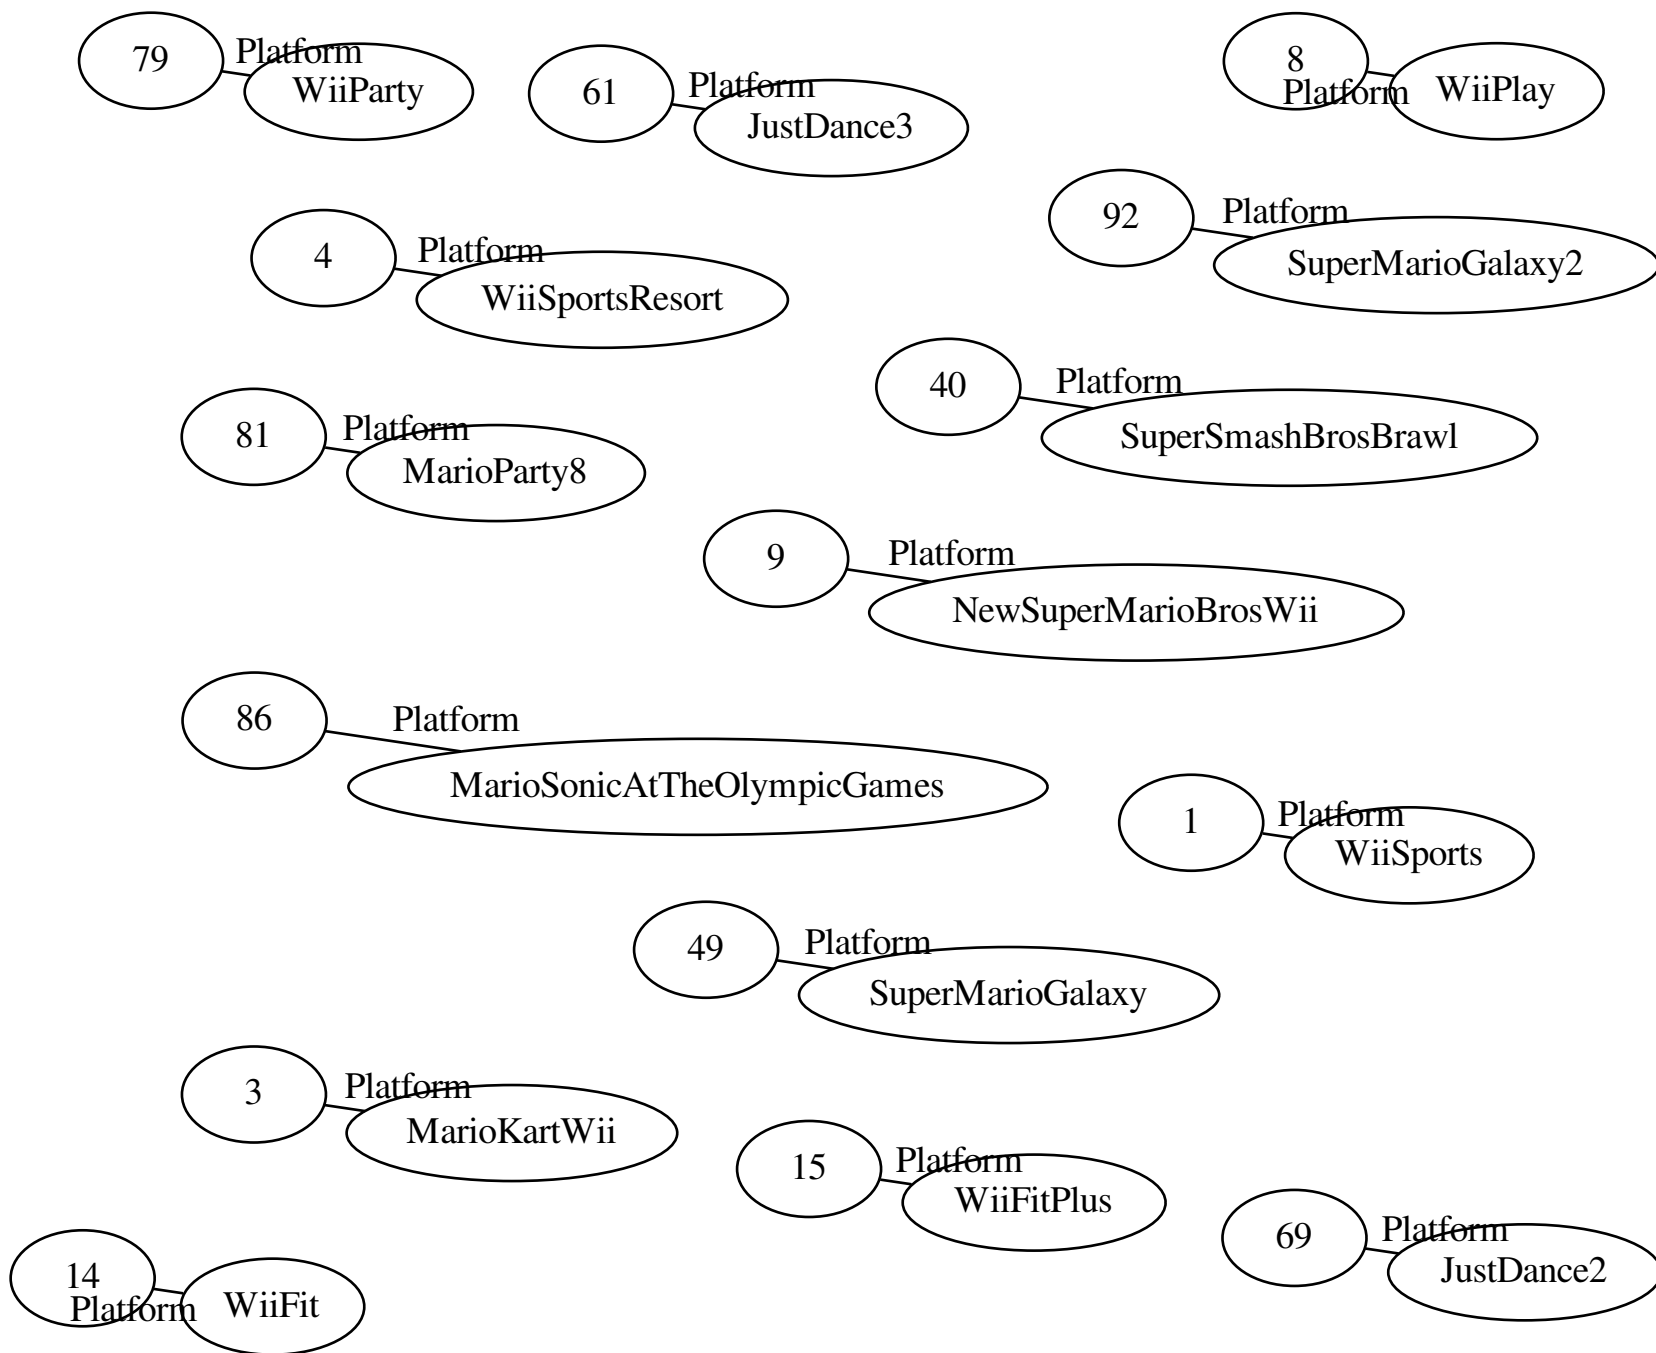 79
Platform
WiiParty
61
Platform
JustDance3
8
Platform
WiiPlay
92
Platform
SuperMarioGalaxy2
4
Platform
WiiSportsResort
40
Platform
SuperSmashBrosBrawl
81
Platform
MarioParty8
9
Platform
NewSuperMarioBrosWii
86
Platform
MarioSonicAtTheOlympicGames
1
Platform
WiiSports
49
Platform
SuperMarioGalaxy
3
Platform
MarioKartWii
15
Platform
WiiFitPlus
69
Platform
JustDance2
14
Platform
WiiFit